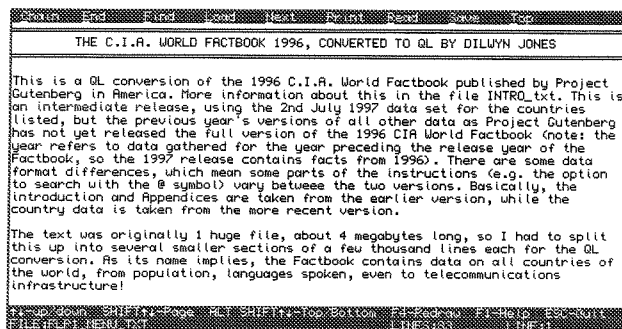 End Find Load Next Print Read Save Top
THE C.I.A. WORLD FACTBOOK 1996, CONVERTED TO QL BY DILWYN JONES
This is a QL conversion of the 1996 C.I.A. World Factbook published by Project
Gutenberg in America. More information about this in the file INTRO_txt. This is
an intermediate release, using the 2nd July 1997 data set for the countries
listed, but the previous year's versions of all other data as Project Gutenberg
has not yet released the full version of the 1996 CIA World Factbook (note: the
year refers to data gathered for the year preceding the release year of the
Factbook, so the 1997 release contains facts from 1996). There are some data
format differences, which mean some parts of the instructions (e.g. the option
to search with the @ symbol) vary betweee the two versions. Basically, the
introduction and Appendices are taken from the earlier version, while the
country data is taken from the more recent version.
The text was originally 1 huge file, about 4 megabytes long, so I had to split
this up into several smaller sections of a few thousand lines each for the QL
conversion. As its name implies, the Factbook contains data on all countries of
the world, from population, languages spoken, even to telecommunications
infrastructure!
↑↓-up/down SHIFT↑↓-Page ALT SHIFT↑↓-Top/Bottom F4-Redraw F1-Help ESC-Quit